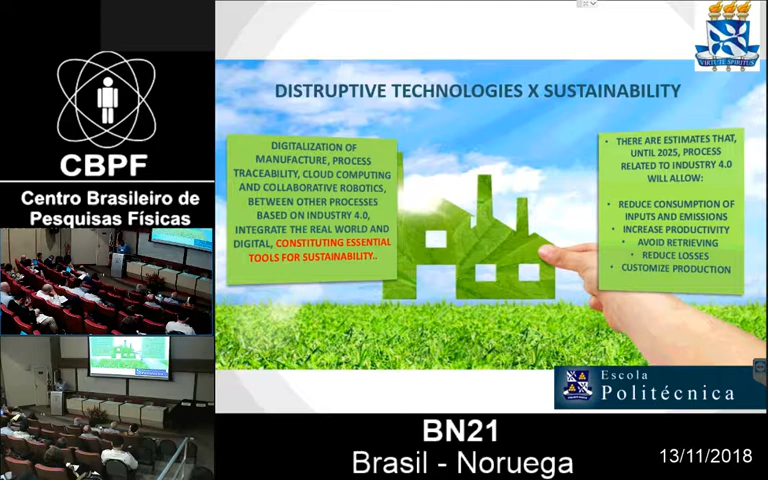 CBPF
Centro Brasileiro de
Pesquisas Físicas
VIRTUTE SPIRITUS
DISTRUPTIVE TECHNOLOGIES X SUSTAINABILITY
DIGITALIZATION OF
MANUFACTURE, PROCESS
TRACEABILITY, CLOUD COMPUTING
AND COLLABORATIVE ROBOTICS,
BETWEEN OTHER PROCESSES
BASED ON INDUSTRY 4.0,
INTEGRATE THE REAL WORLD AND
DIGITAL, CONSTITUTING ESSENTIAL
TOOLS FOR SUSTAINABILITY..
• THERE ARE ESTIMATES THAT,
UNTIL 2025, PROCESS
RELATED TO INDUSTRY 4.0
WILL ALLOW:
• REDUCE CONSUMPTION OF
INPUTS AND EMISSIONS
• INCREASE PRODUCTIVITY
• AVOID RETRIEVING
• REDUCE LOSSES
• CUSTOMIZE PRODUCTION
Escola
Politécnica
BN21
Brasil - Noruega
13/11/2018